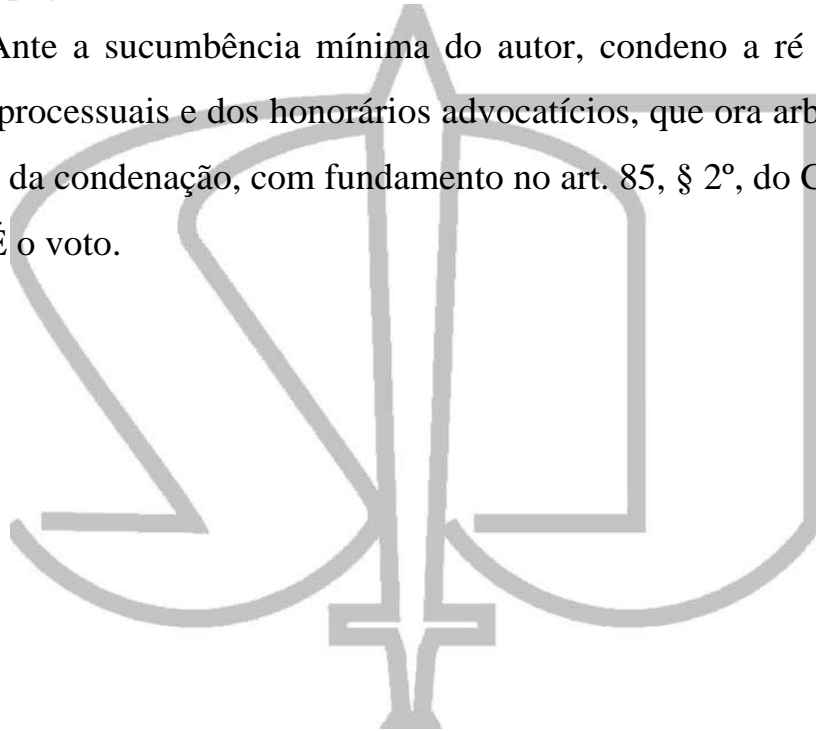 Ante a sucumbência mínima do autor, condeno a ré
processuais e dos honorários advocatícios, que ora arb
da condenação, com fundamento no art. 85, § 2º, do C
É o voto.